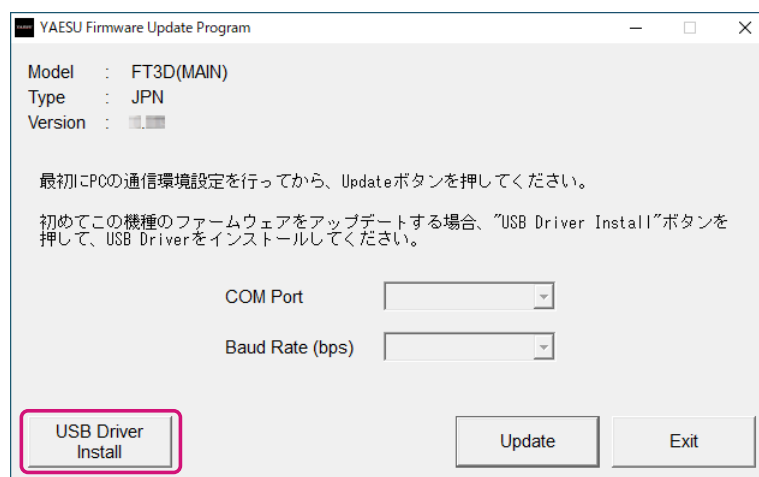 YAESU Firmware Update Program
Model : FT3D(MAIN)
Type : JPN
Version :
最初にPCの通信環境設定を行ってから、Updateボタンを押してください。
初めてこの機種のファームウェアをアップデートする場合、"USB Driver Install"ボタンを
押して、USB Driverをインストールしてください。
COM Port
Baud Rate (bps)
USB Driver
Install
Update
Exit